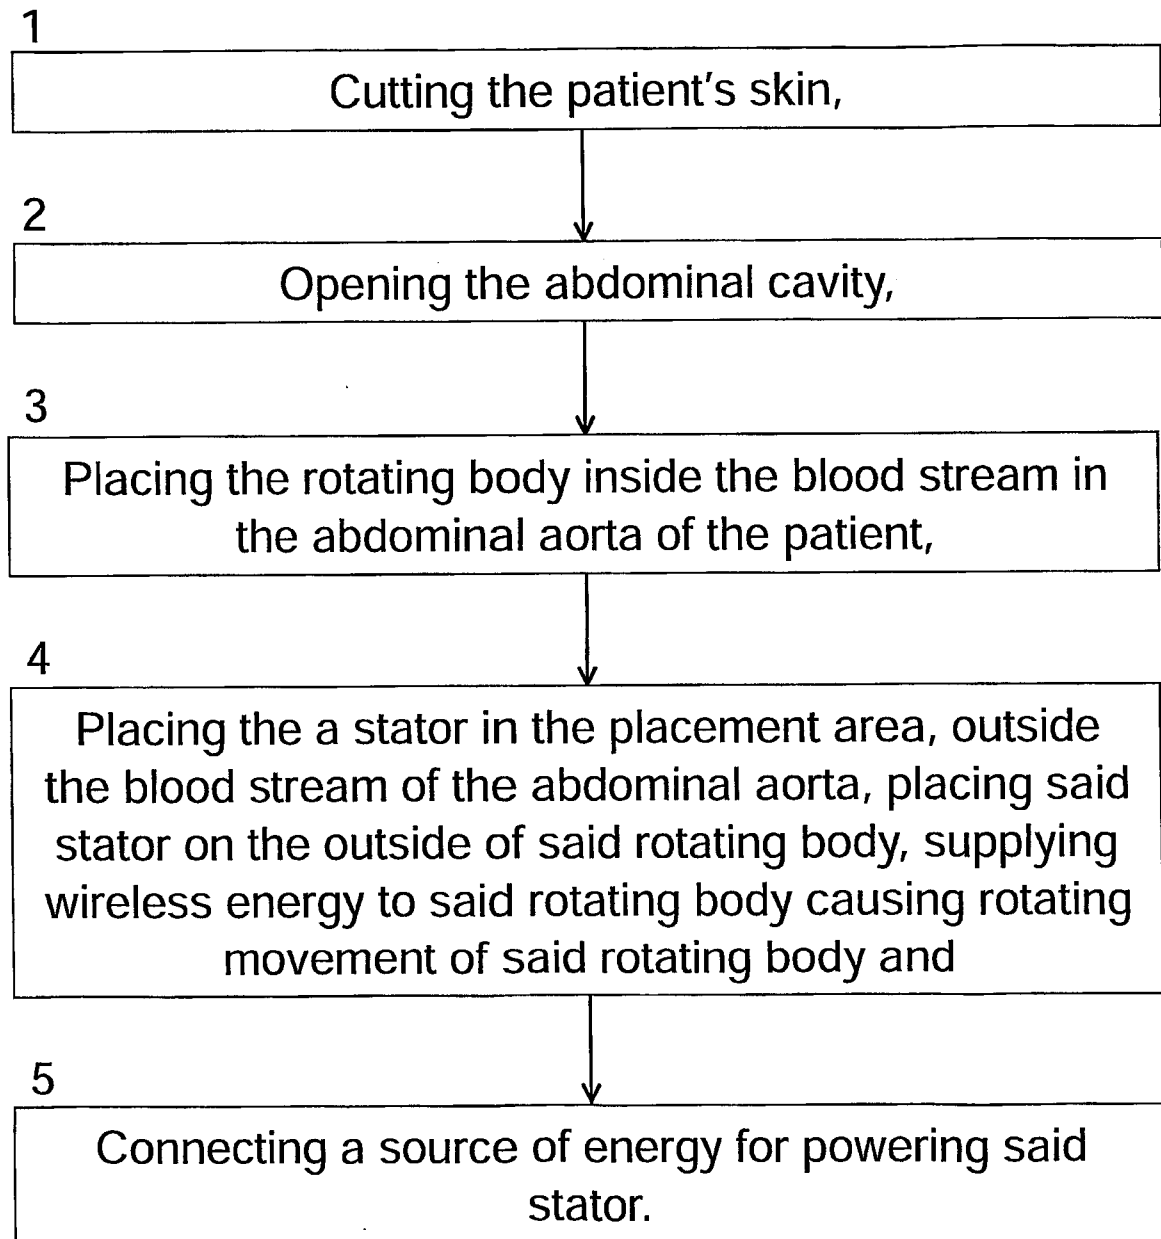 1
Cutting the patient's skin,
2
Opening the abdominal cavity,
3
Placing the rotating body inside the blood stream in
the abdominal aorta of the patient,
4
Placing the a stator in the placement area, outside
the blood stream of the abdominal aorta, placing said
stator on the outside of said rotating body, supplying
wireless energy to said rotating body causing rotating
movement of said rotating body and
5
Connecting a source of energy for powering said
stator.